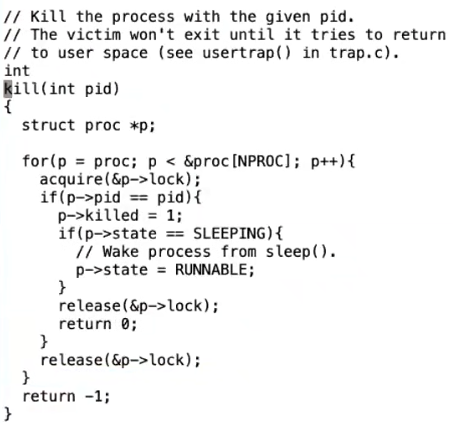 // Kill the process with the given pid.
// The victim won't exit until it tries to return
// to user space (see usertrap() in trap.c).
int
kill(int pid)
{
  struct proc *p;

  for(p = proc; p < &proc[NPROC]; p++){
    acquire(&p->lock);
    if(p->pid == pid){
      p->killed = 1;
      if(p->state == SLEEPING){
        // Wake process from sleep().
        p->state = RUNNABLE;
      }
      release(&p->lock);
      return 0;
    }
    release(&p->lock);
  }
  return -1;
}